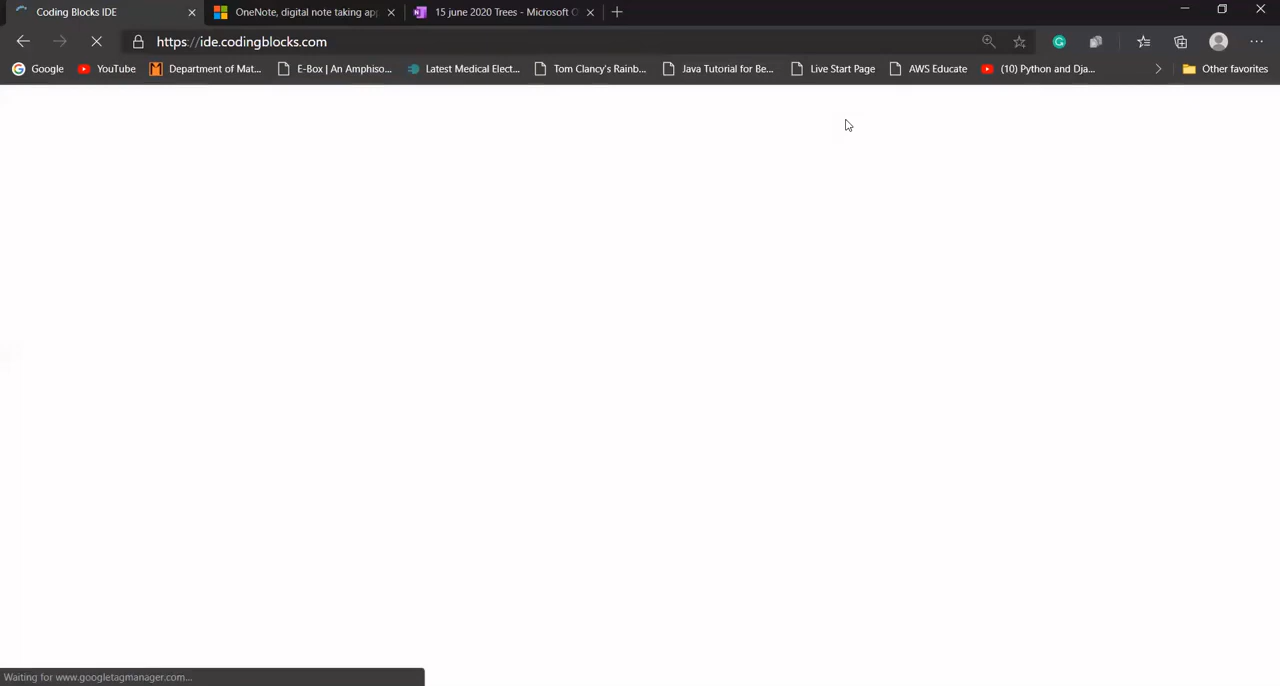 Coding Blocks IDE
OneNote, digital note taking ap
15 june 2020 Trees - Microsoft O
https://ide.codingblocks.com
Google
YouTube
Department of Mat...
E-Box | An Amphiso...
Latest Medical Elect...
Tom Clancy's Rainb...
Java Tutorial for Be...
Live Start Page
AWS Educate
(10) Python and Dja...
Other favorites
Waiting for www.googletagmanager.com...